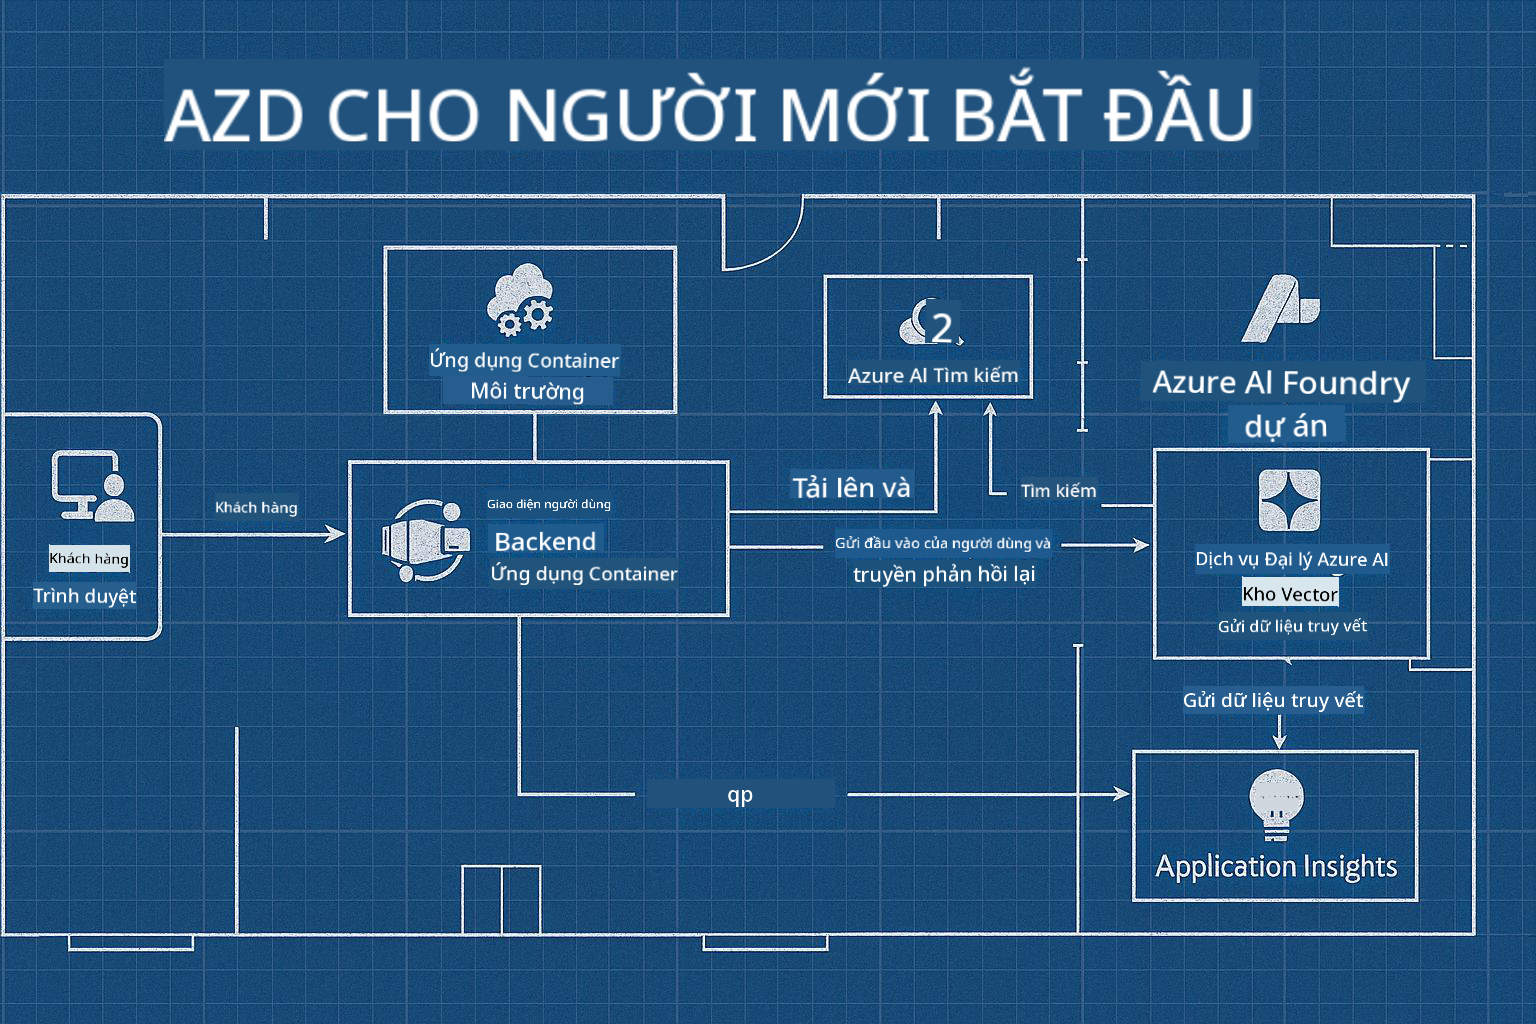 AZD CHO NGƯỜI MỚI BẮT ĐẦU
Ứng dụng Container
Môi trường
2
Azure AI Tìm kiếm
Azure AI Foundry
dự án
Khách hàng
Trình duyệt
Khách hàng
Giao diện người dùng
Backend
Ứng dụng Container
Tải lên và
Tìm kiếm
Gửi đầu vào của người dùng và
truyền phản hồi lại
Dịch vụ Đại lý Azure AI
Kho Vector
Gửi dữ liệu truy vết
Gửi dữ liệu truy vết
qp
Application Insights